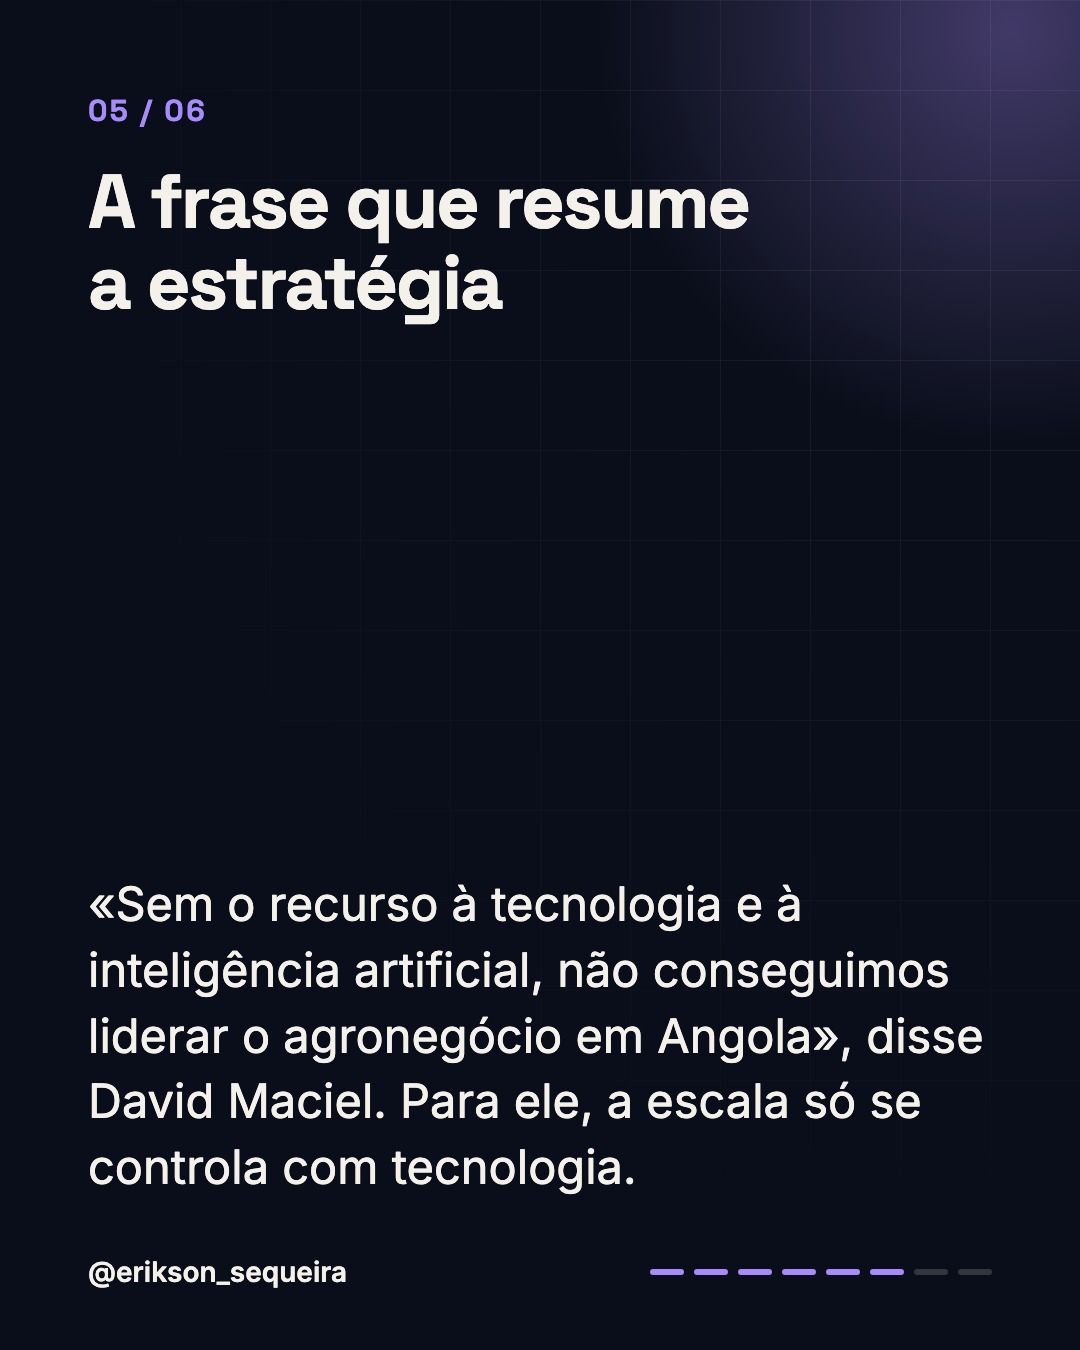 05 / 06
A frase que resume
a estratégia
«Sem o recurso à tecnologia e à
inteligência artificial, não conseguimos
liderar o agronegócio em Angola», disse
David Maciel. Para ele, a escala só se
controla com tecnologia.
@erikson_sequeira